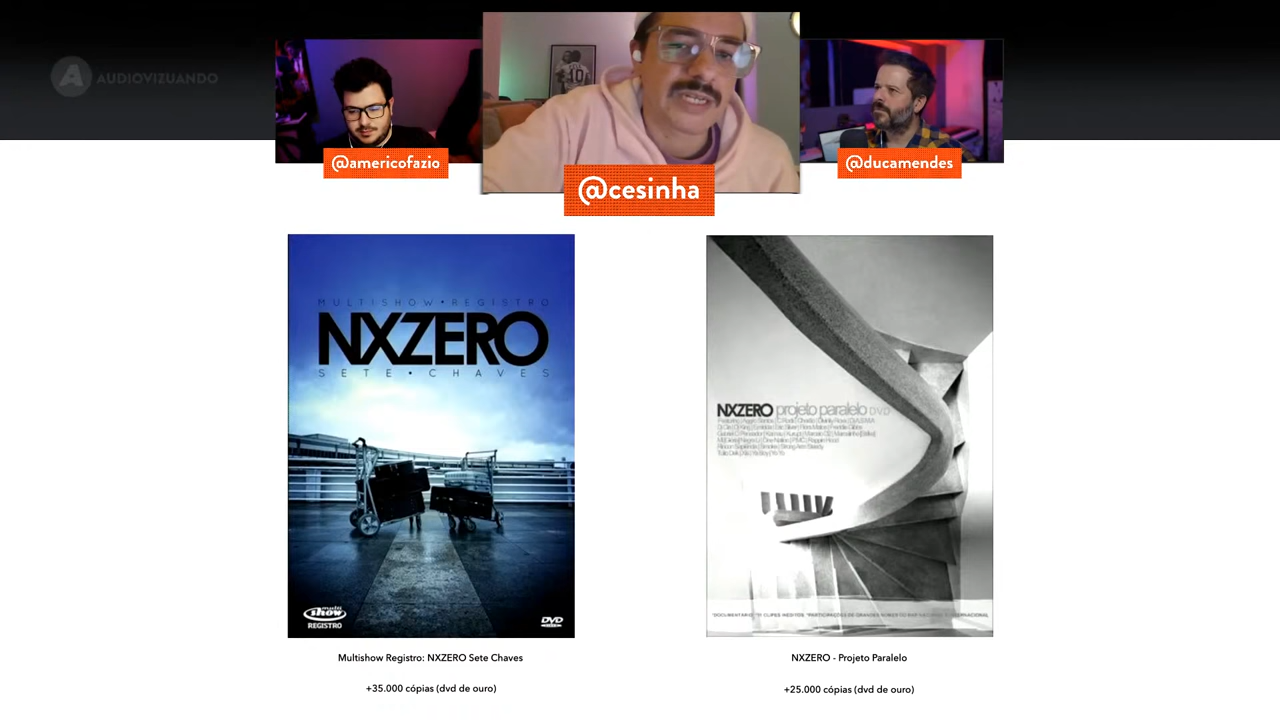 AUDIOVIZUANDO
@americofazio
@cesinha
@ducamendes
MULTISHOW•REGISTRO
NXZERO
SETE•CHAVES
multi
show
REGISTRO
DVD
NXZERO projeto paralelo DVD
Multishow Registro: NXZERO Sete Chaves
+35.000 cópias (dvd de ouro)
NXZERO - Projeto Paralelo
+25.000 cópias (dvd de ouro)